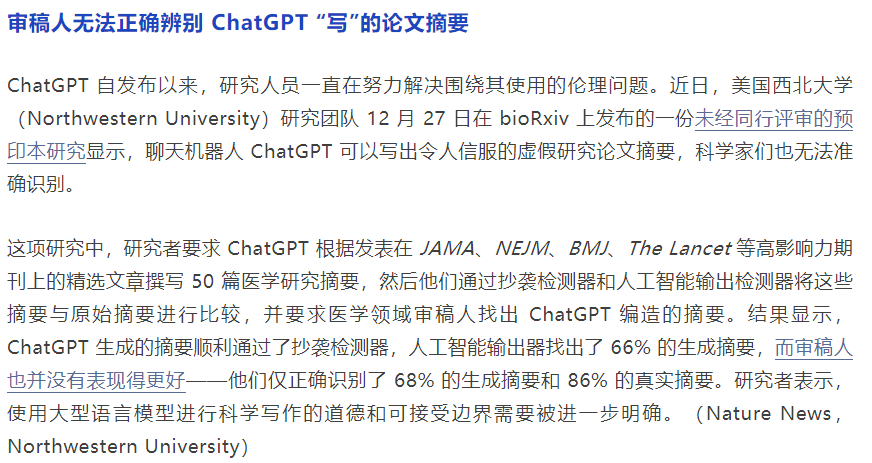 审稿人无法正确辨别 ChatGPT “写”的论文摘要
ChatGPT 自发布以来，研究人员一直在努力解决围绕其使用的伦理问题。近日，美国西北大学
（Northwestern University）研究团队 12 月 27 日在 bioRxiv 上发布的一份未经同行评审的预
印本研究显示，聊天机器人 ChatGPT 可以写出令人信服的虚假研究论文摘要，科学家们也无法准
确识别。
这项研究中，研究者要求 ChatGPT 根据发表在 JAMA、NEJM、BMJ、The Lancet 等高影响力期
刊上的精选文章撰写 50 篇医学研究摘要，然后他们通过抄袭检测器和人工智能输出检测器将这些
摘要与原始摘要进行比较，并要求医学领域审稿人找出 ChatGPT 编造的摘要。结果显示，
ChatGPT 生成的摘要顺利通过了抄袭检测器，人工智能输出器找出了 66% 的生成摘要，而审稿人
也并没有表现得更好——他们仅正确识别了 68% 的生成摘要和 86% 的真实摘要。研究者表示，
使用大型语言模型进行科学写作的道德和可接受边界需要被进一步明确。（Nature News，
Northwestern University）